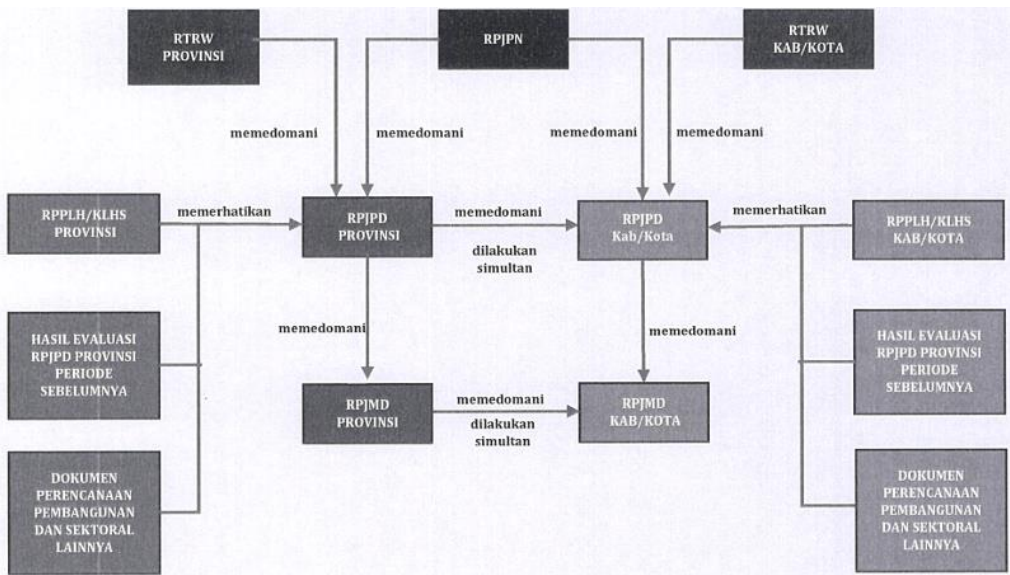 RTRW
PROVINSI
RPJPN
RTRW
KAB/KOTA
memedomani
memedomani
memedomani
memedomani
RPPLH/KLHS
PROVINSI
memerhatikan
RPJPD
PROVINSI
memedomani
dilakukan
simultan
RPJPD
Kab/Kota
memerhatikan
RPPLH/KLHS
KAB/KOTA
HASIL EVALUASI
RPJPD PROVINSI
PERIODE
SEBELUMNYA
memedomani
memedomani
HASIL EVALUASI
RPJPD PROVINSI
PERIODE
SEBELUMNYA
RPJMD
PROVINSI
memedomani
dilakukan
simultan
RPJMD
KAB/KOTA
DOKUMEN
PERENCANAAN
PEMBANGUNAN
DAN SEKTORAL
LAINNYA
DOKUMEN
PERENCANAAN
PEMBANGUNAN
DAN SEKTORAL
LAINNYA